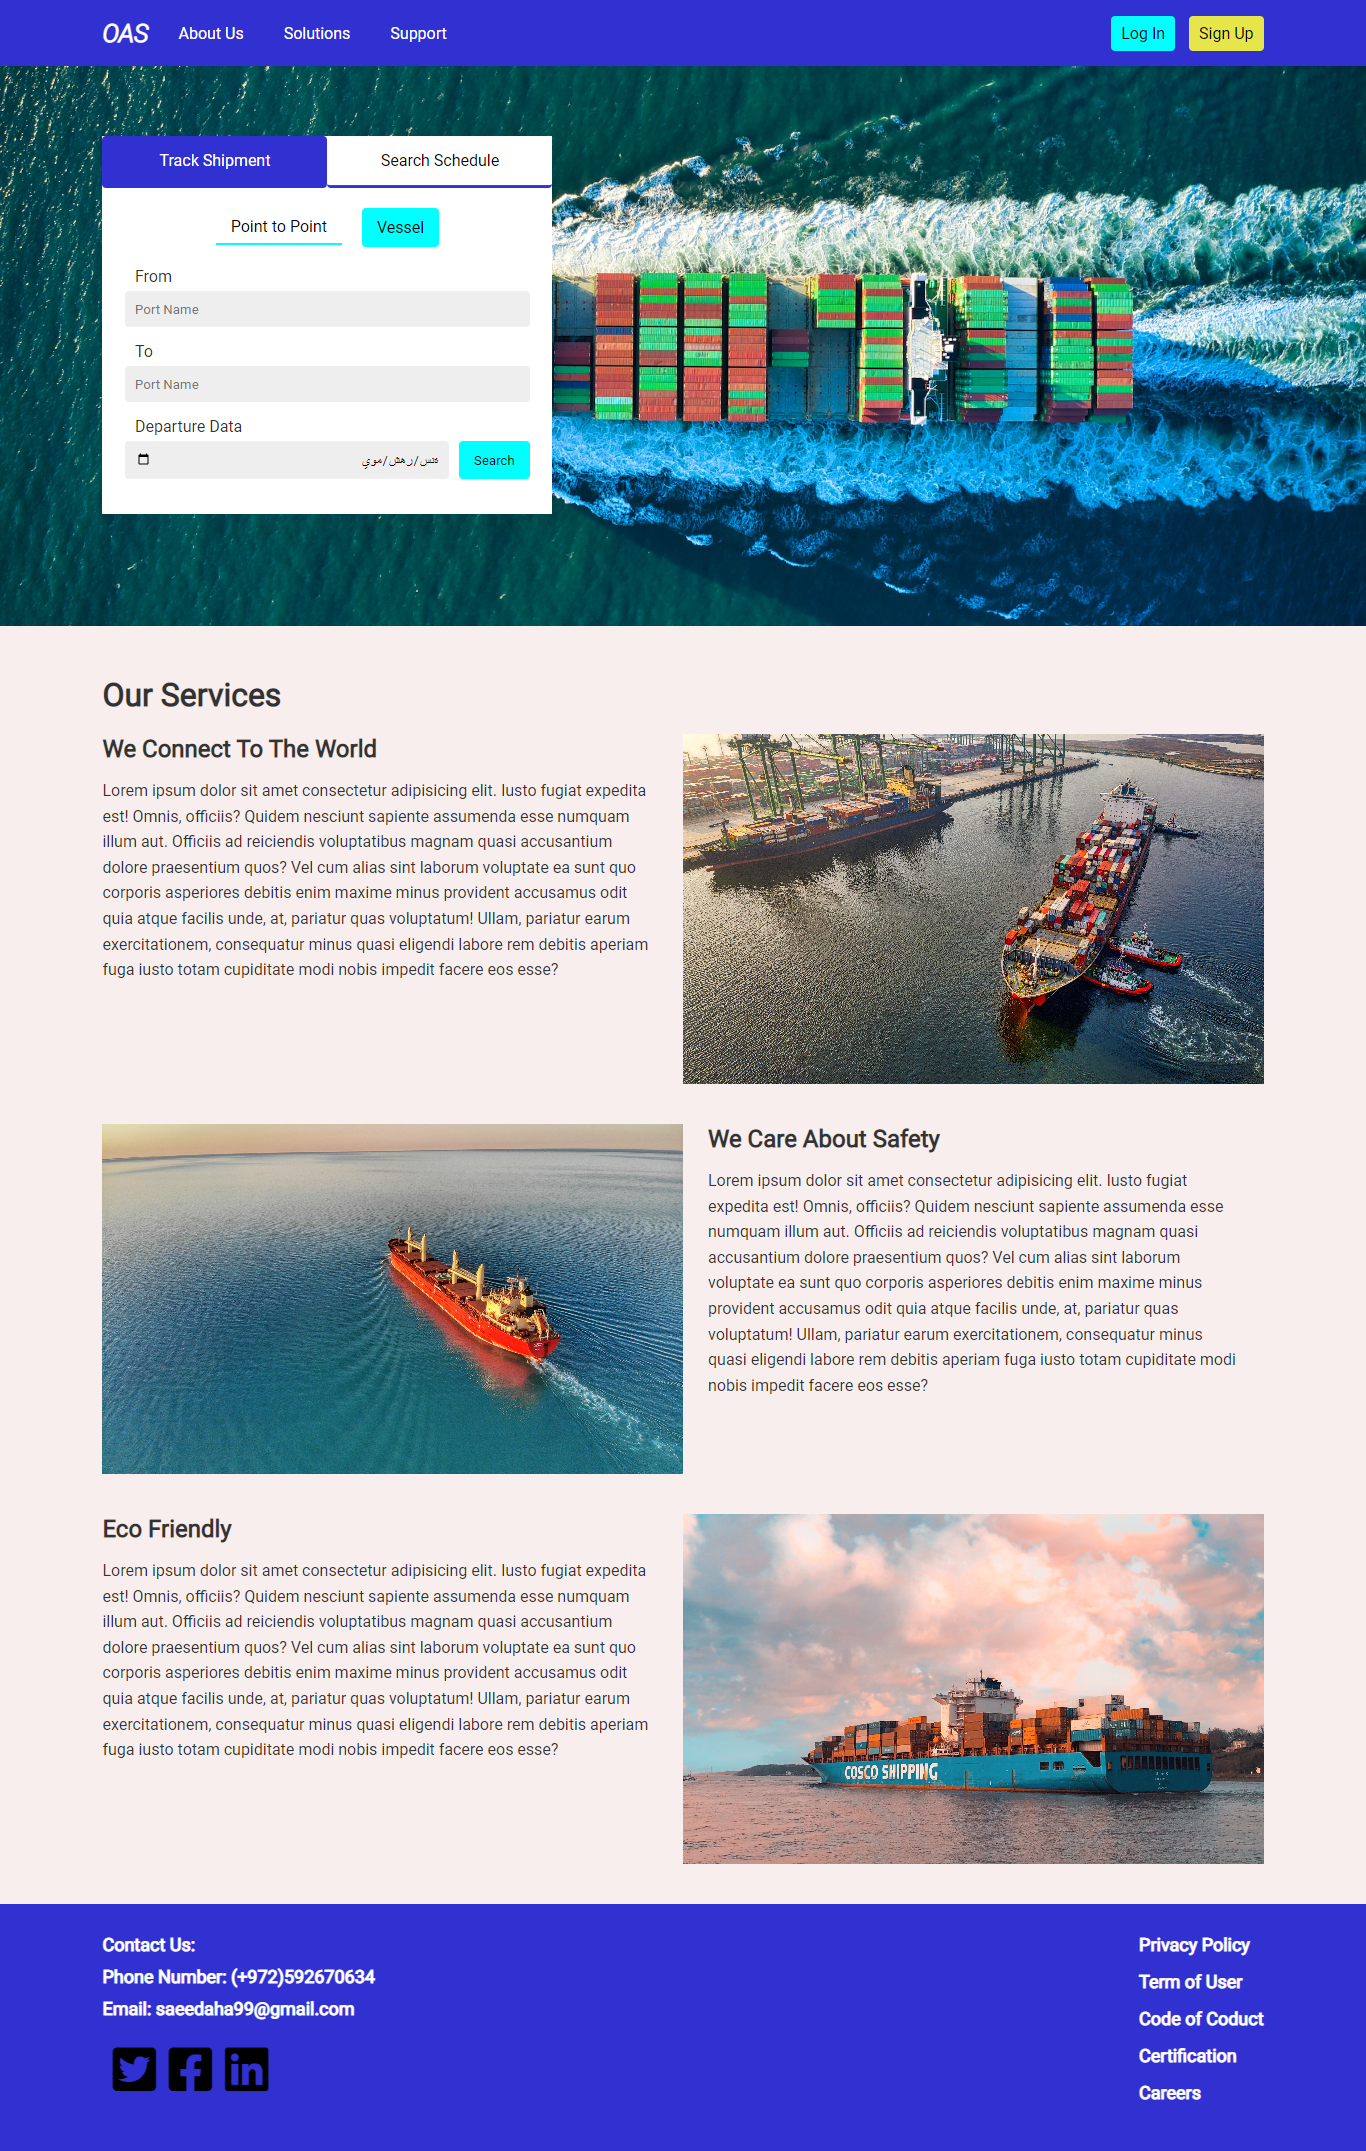 OAS About Us Solutions Support Log In Sign Up
Track Shipment Search Schedule
Point to Point Vessel
From
Port Name
To
Port Name
Departure Data
يوم/شهر/سنة Search
Our Services
We Connect To The World
Lorem ipsum dolor sit amet consectetur adipisicing elit. Iusto fugiat expedita
est! Omnis, officiis? Quidem nesciunt sapiente assumenda esse numquam
illum aut. Officiis ad reiciendis voluptatibus magnam quasi accusantium
dolore praesentium quos? Vel cum alias sint laborum voluptate ea sunt quo
corporis asperiores debitis enim maxime minus provident accusamus odit
quia atque facilis unde, at, pariatur quas voluptatum! Ullam, pariatur earum
exercitationem, consequatur minus quasi eligendi labore rem debitis aperiam
fuga iusto totam cupiditate modi nobis impedit facere eos esse?
We Care About Safety
Lorem ipsum dolor sit amet consectetur adipisicing elit. Iusto fugiat
expedita est! Omnis, officiis? Quidem nesciunt sapiente assumenda esse
numquam illum aut. Officiis ad reiciendis voluptatibus magnam quasi
accusantium dolore praesentium quos? Vel cum alias sint laborum
voluptate ea sunt quo corporis asperiores debitis enim maxime minus
provident accusamus odit quia atque facilis unde, at, pariatur quas
voluptatum! Ullam, pariatur earum exercitationem, consequatur minus
quasi eligendi labore rem debitis aperiam fuga iusto totam cupiditate modi
nobis impedit facere eos esse?
Eco Friendly
Lorem ipsum dolor sit amet consectetur adipisicing elit. Iusto fugiat expedita
est! Omnis, officiis? Quidem nesciunt sapiente assumenda esse numquam
illum aut. Officiis ad reiciendis voluptatibus magnam quasi accusantium
dolore praesentium quos? Vel cum alias sint laborum voluptate ea sunt quo
corporis asperiores debitis enim maxime minus provident accusamus odit
quia atque facilis unde, at, pariatur quas voluptatum! Ullam, pariatur earum
exercitationem, consequatur minus quasi eligendi labore rem debitis aperiam
fuga iusto totam cupiditate modi nobis impedit facere eos esse?
COSCO SHIPPING
Contact Us:
Phone Number: (+972)592670634
Email: saeedaha99@gmail.com
Privacy Policy
Term of User
Code of Coduct
Certification
Careers